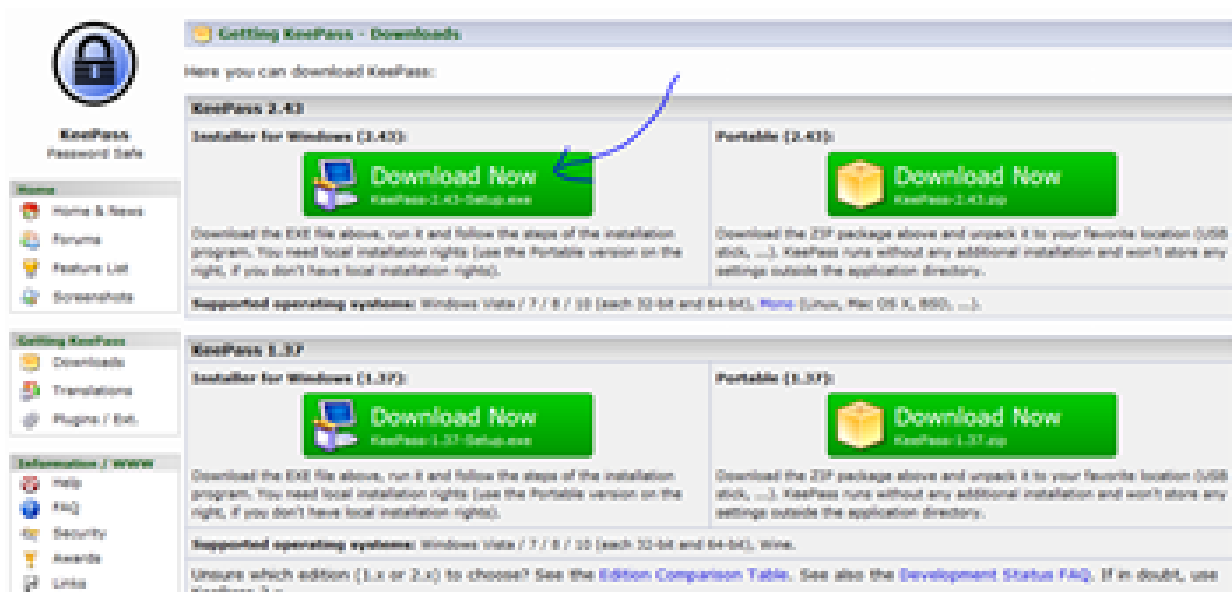 KeePass
Password Safe
Home
Home & News
Forums
Feature List
Screenshots
Getting KeePass
Downloads
Translations
Plugins / Ext.
Information / WWW
Help
FAQ
Security
Awards
Links
Getting KeePass - Downloads
Here you can download KeePass:
KeePass 2.43
Installer for Windows (2.43):
Download Now
KeePass-2.43-Setup.exe
Download the EXE file above, run it and follow the steps of the installation
program. You need local installation rights (use the Portable version on the
right, if you don't have local installation rights).
Portable (2.43):
Download Now
KeePass-2.43.zip
Download the ZIP package above and unpack it to your favorite location (USB
stick, ...). KeePass runs without any additional installation and won't store any
settings outside the application directory.
Supported operating systems: Windows Vista / 7 / 8 / 10 (each 32-bit and 64-bit), Mono (Linux, Mac OS X, BSD, ...).
KeePass 1.37
Installer for Windows (1.37):
Download Now
KeePass-1.37-Setup.exe
Download the EXE file above, run it and follow the steps of the installation
program. You need local installation rights (use the Portable version on the
right, if you don't have local installation rights).
Portable (1.37):
Download Now
KeePass-1.37.zip
Download the ZIP package above and unpack it to your favorite location (USB
stick, ...). KeePass runs without any additional installation and won't store any
settings outside the application directory.
Supported operating systems: Windows Vista / 7 / 8 / 10 (each 32-bit and 64-bit), Wine.
Unsure which edition (1.x or 2.x) to choose? See the Edition Comparison Table. See also the Development Status FAQ. If in doubt, use
KeePass 2.x.